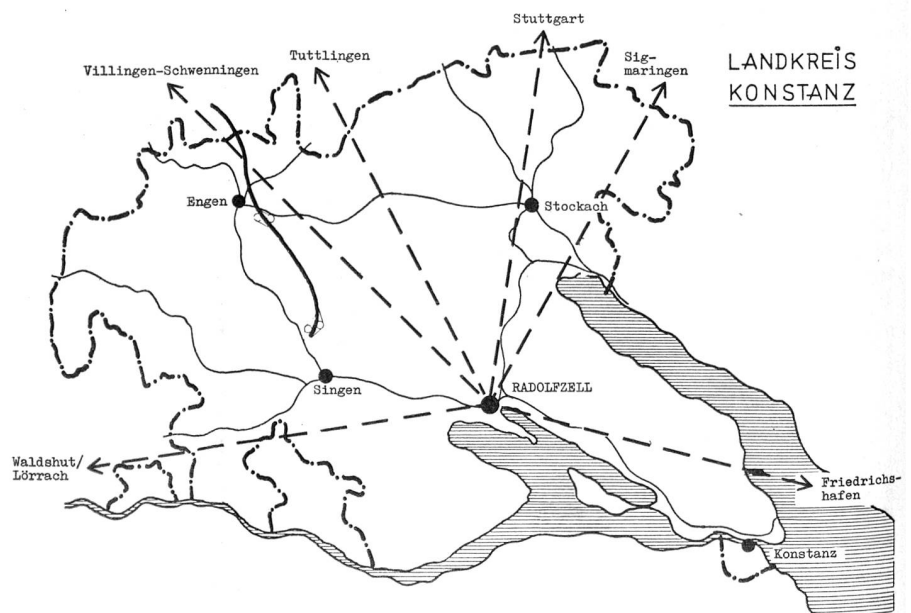 Stuttgart
Tuttlingen
Villingen-Schwenningen
Sig-
maringen
LANDKREIS
KONSTANZ
Engen
Stockach
Singen
RADOLFZELL
Waldshut/
Lörrach
Friedrichs-
hafen
Konstanz